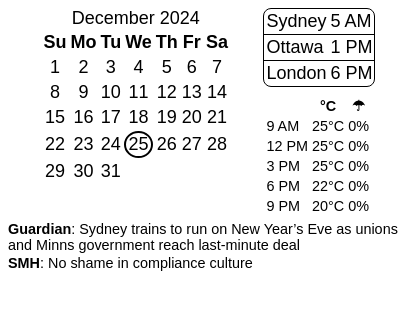 December 2024
Su Mo Tu We Th Fr Sa
1 2 3 4 5 6 7
8 9 10 11 12 13 14
15 16 17 18 19 20 21
22 23 24 25 26 27 28
29 30 31
Sydney 5 AM
Ottawa 1 PM
London 6 PM
°C ☂
9 AM 25°C 0%
12 PM 25°C 0%
3 PM 25°C 0%
6 PM 22°C 0%
9 PM 20°C 0%
Guardian: Sydney trains to run on New Year’s Eve as unions
and Minns government reach last-minute deal
SMH: No shame in compliance culture